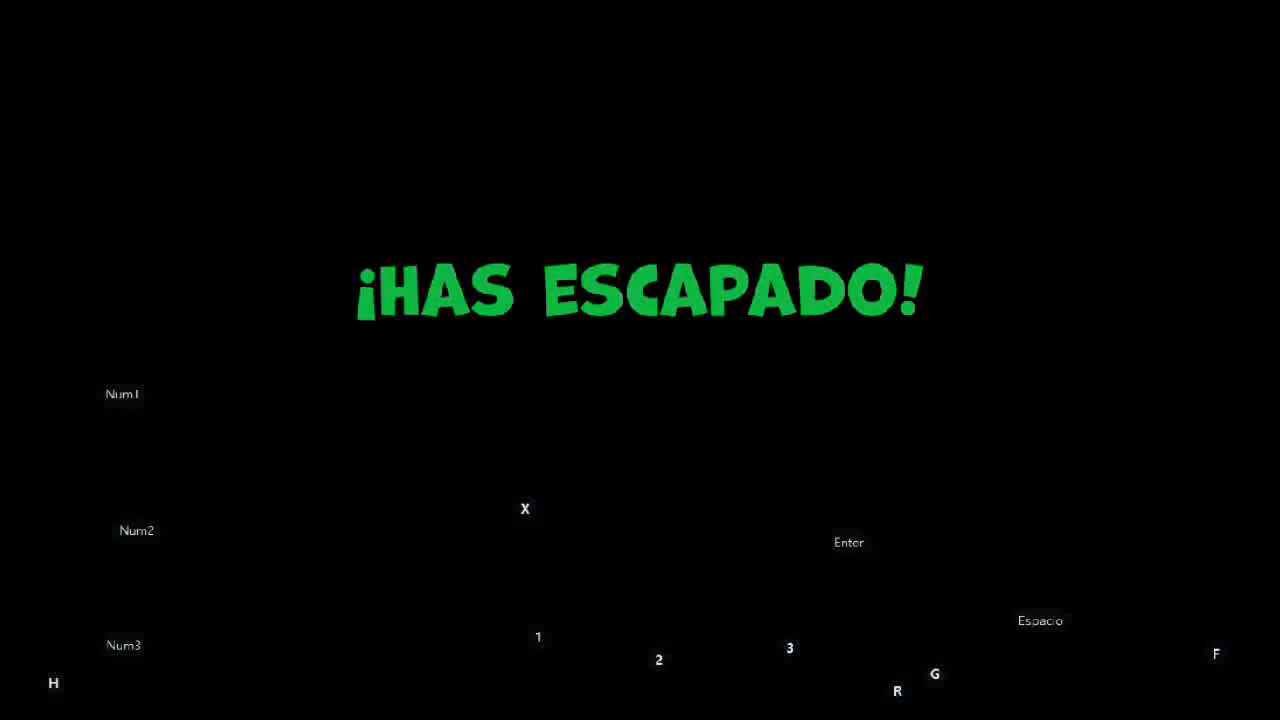 ¡HAS ESCAPADO!
Num1
X
Num2
Enter
Espacio
1
Num3
3
F
2
G
H
R